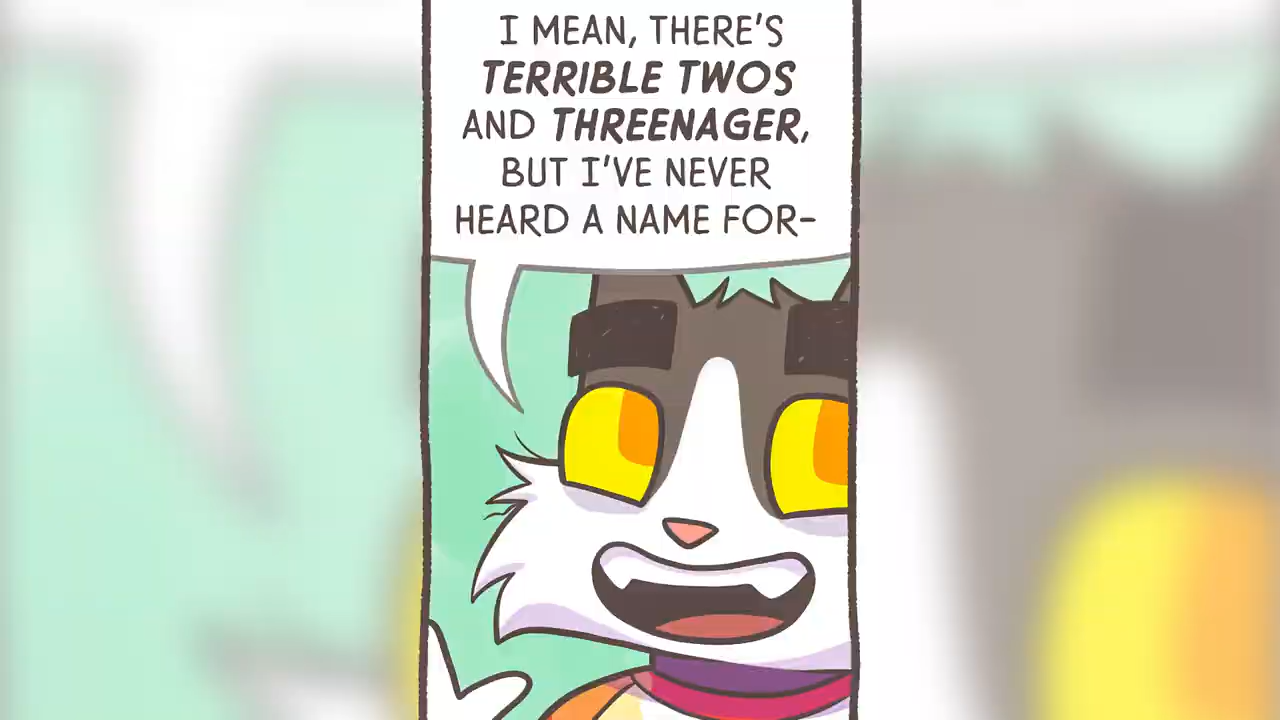 I MEAN, THERE'S
TERRIBLE TWOS
AND THREENAGER,
BUT I'VE NEVER
HEARD A NAME FOR-